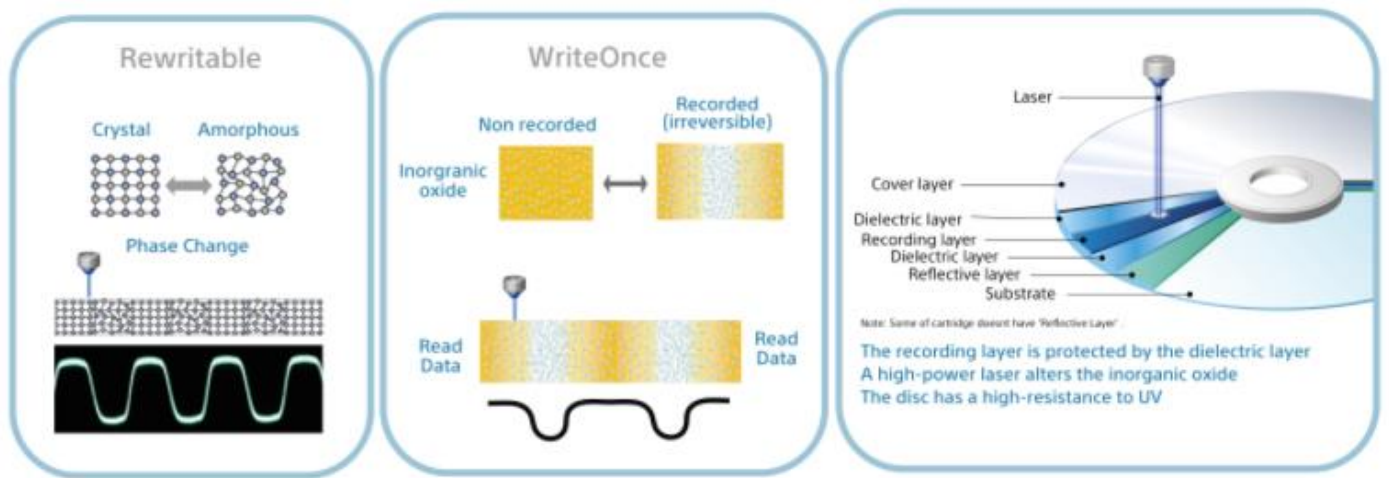 Rewritable
Crystal
Amorphous
Phase Change
WriteOnce
Non recorded
Recorded
(irreversible)
Inorganic
oxide
Read
Data
Read
Data
Laser
Cover layer
Dielectric layer
Recording layer
Dielectric layer
Reflective layer
Substrate
Note: Some of cartridge doesnt have 'Reflective Layer' .
The recording layer is protected by the dielectric layer
A high-power laser alters the inorganic oxide
The disc has a high-resistance to UV